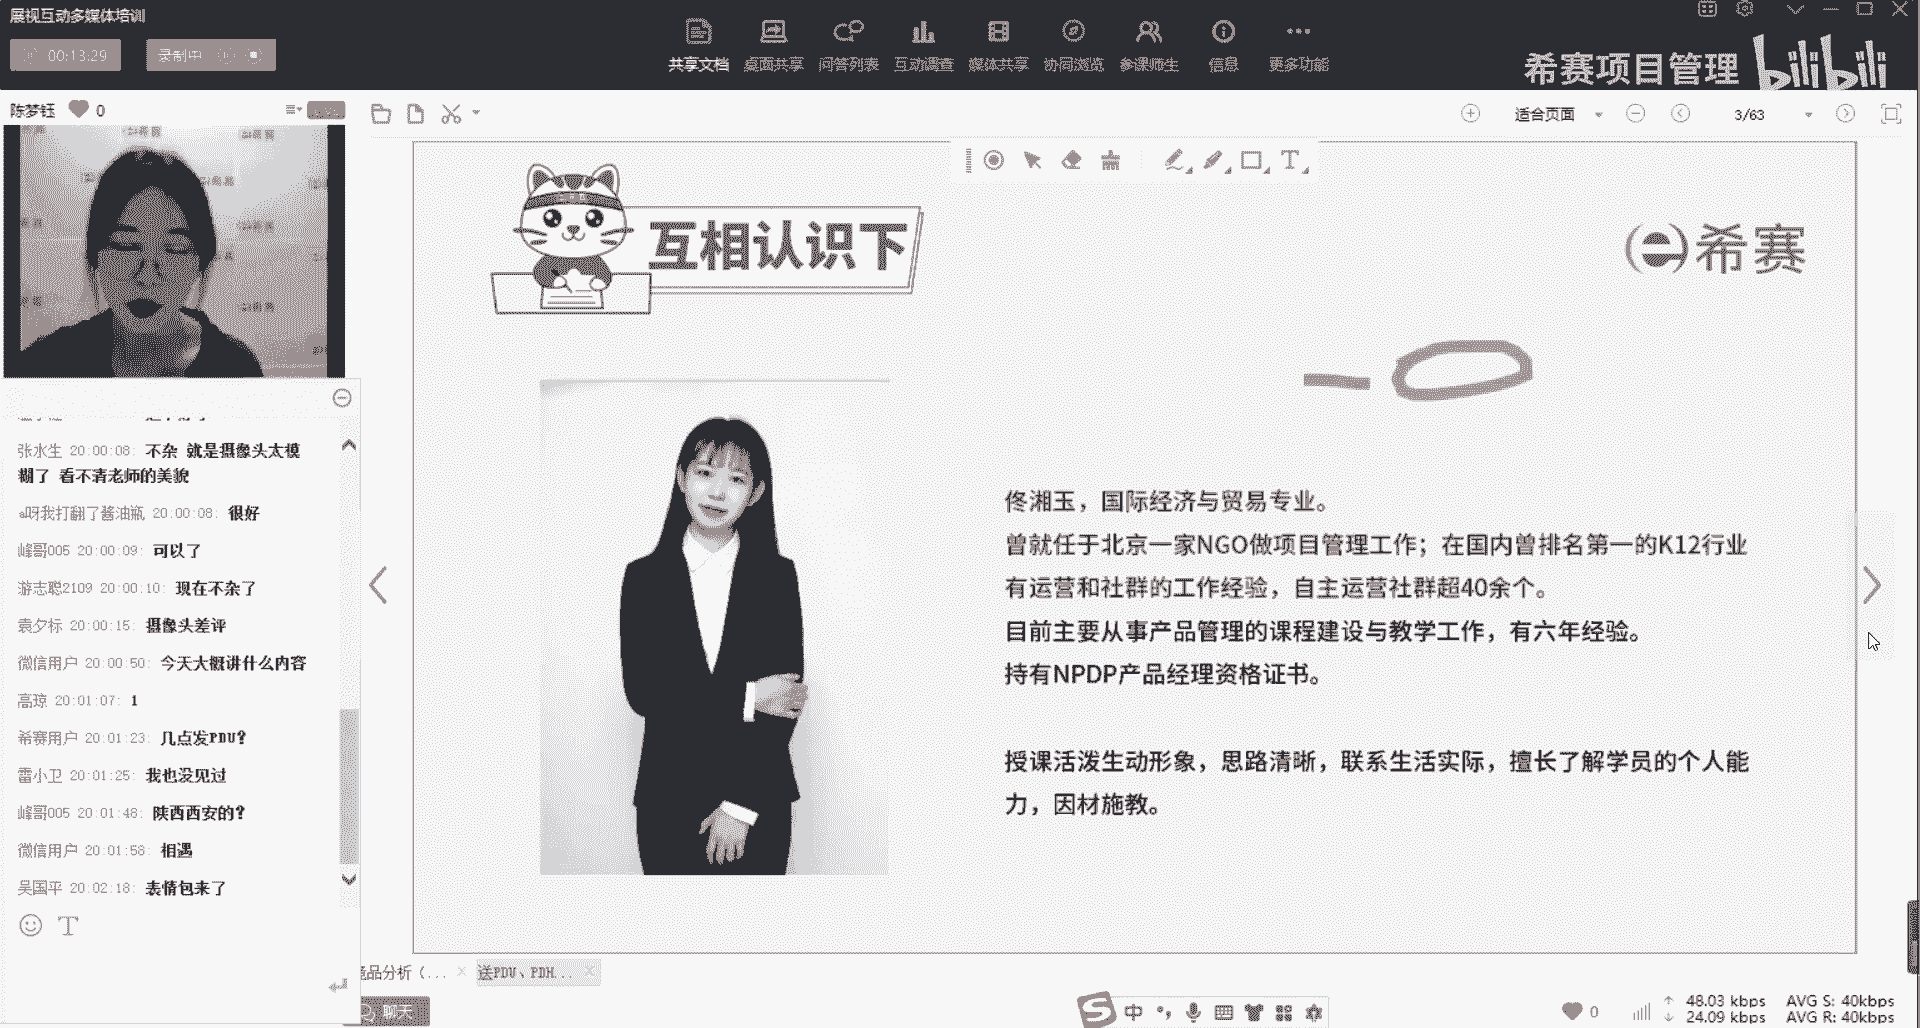 展视互动多媒体培训
00:13:29
录制中
共享文档
桌面共享
问答列表
互动调查
媒体共享
协同浏览
参课师生
信息
更多功能
希赛项目管理
bilibili
陈梦钰 0
适合页面
3/63
互相认识下
希赛
佟湘玉，国际经济与贸易专业。
曾就任于北京一家NGO做项目管理工作；在国内曾排名第一的K12行业
有运营和社群的工作经验，自主运营社群超40余个。
目前主要从事产品管理的课程建设与教学工作，有六年经验。
持有NPDP产品经理资格证书。
授课活泼生动形象，思路清晰，联系生活实际，擅长了解学员的个人能
力，因材施教。
张水生 20:00:08: 不杂 就是摄像头太模
糊了 看不清老师的美貌
a呀我打翻了酱油瓶 20:00:08: 很好
峰哥005 20:00:09: 可以了
游志聪2109 20:00:10: 现在不杂了
袁夕标 20:00:15: 摄像头差评
微信用户 20:00:50: 今天大概讲什么内容
高琼 20:01:07: 1
希赛用户 20:01:23: 几点发PDU?
雷小卫 20:01:25: 我也没见过
峰哥005 20:01:48: 陕西西安的?
微信用户 20:01:58: 相遇
吴国平 20:02:18: 表情包来了
竞品分析（...
送PDU、PDH...
聊天
中
0
48.03 kbps AVG S: 40kbps
24.09 kbps AVG R: 40kbps